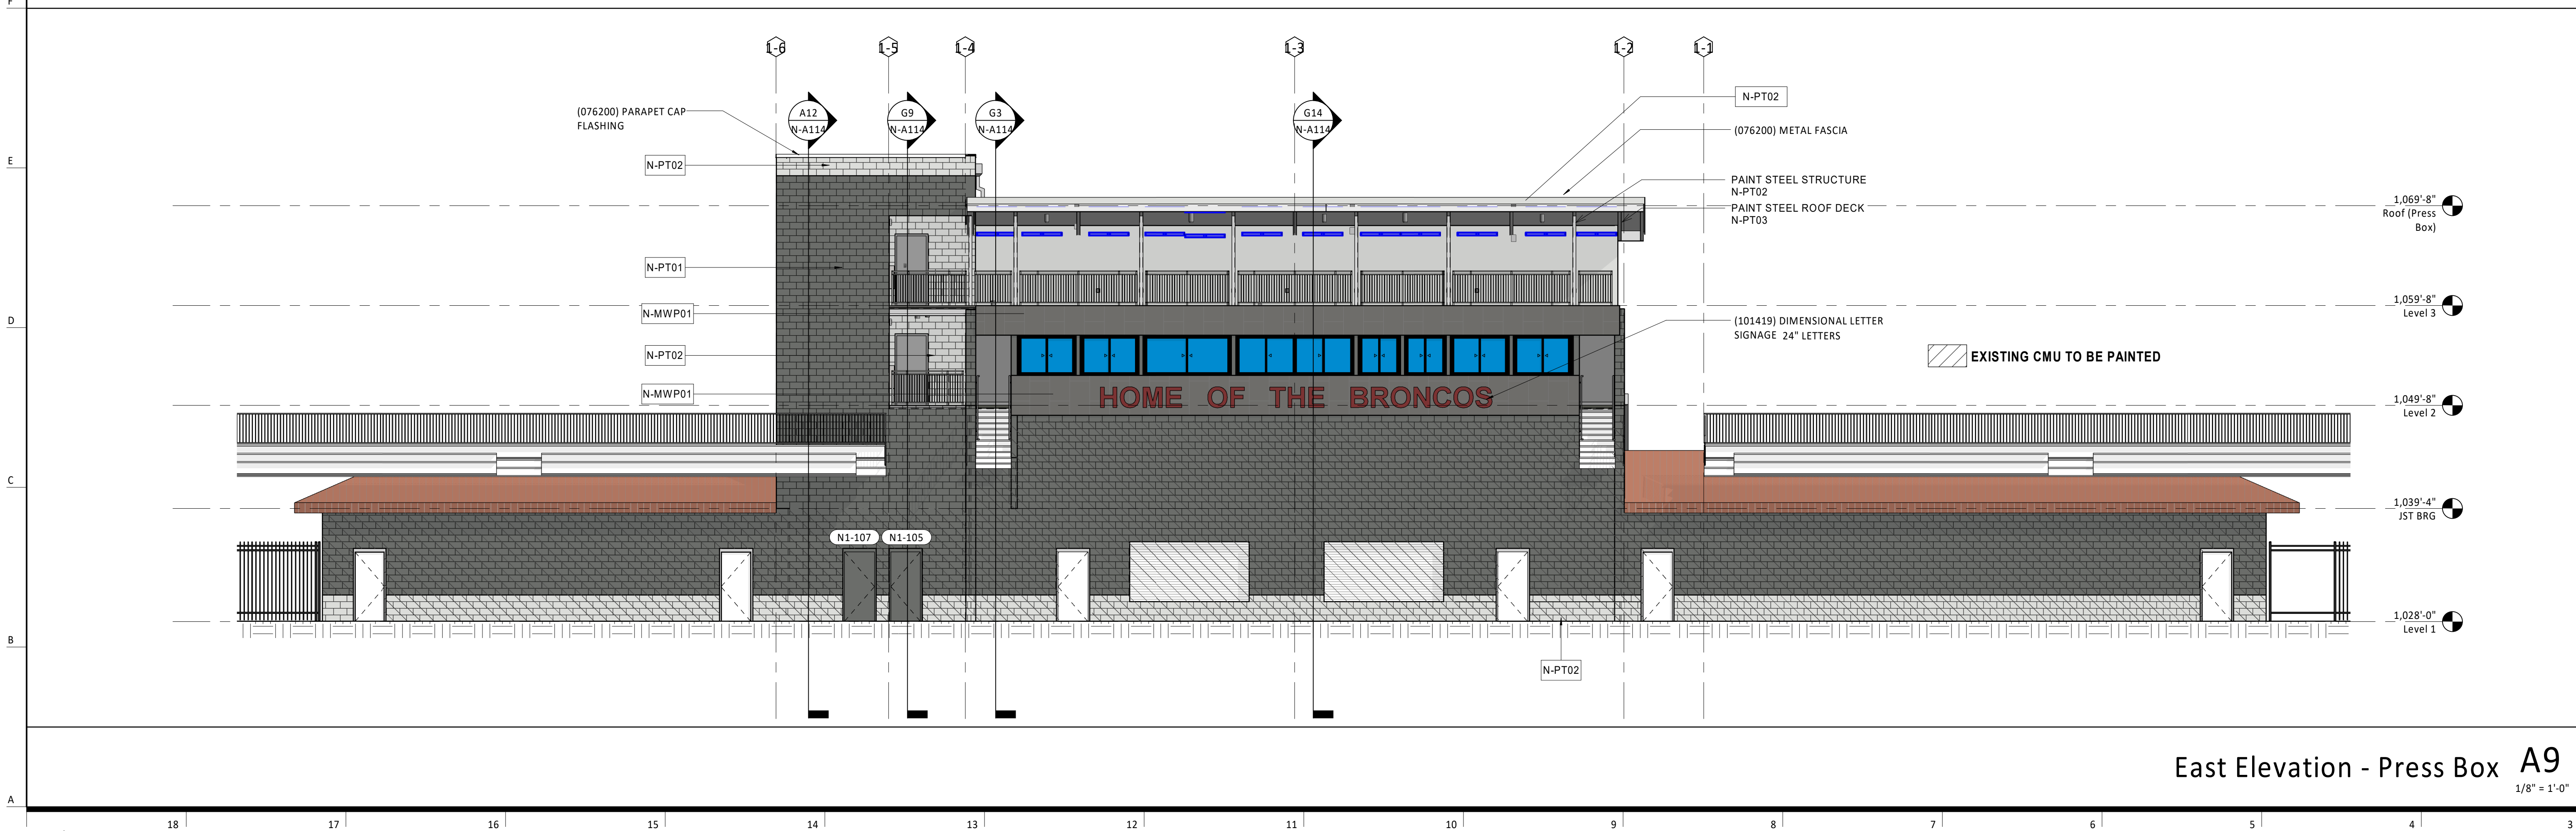 F
1-6
1-5
1-4
1-3
1-2
1-1
N-PT02
(076200) PARAPET CAP
FLASHING
A12
N-A114
G9
N-A114
G3
N-A114
G14
N-A114
(076200) METAL FASCIA
E
N-PT02
PAINT STEEL STRUCTURE
N-PT02
PAINT STEEL ROOF DECK
N-PT03
1,069'-8"
Roof (Press
Box)
N-PT01
N-MWP01
1,059'-8"
Level 3
D
(101419) DIMENSIONAL LETTER
SIGNAGE 24" LETTERS
N-PT02
EXISTING CMU TO BE PAINTED
N-MWP01
HOME OF THE BRONCOS
1,049'-8"
Level 2
C
1,039'-4"
JST BRG
N1-107
N1-105
1,028'-0"
Level 1
B
N-PT02
East Elevation - Press Box A9
1/8" = 1'-0"
A
18 17 16 15 14 13 12 11 10 9 8 7 6 5 4 3